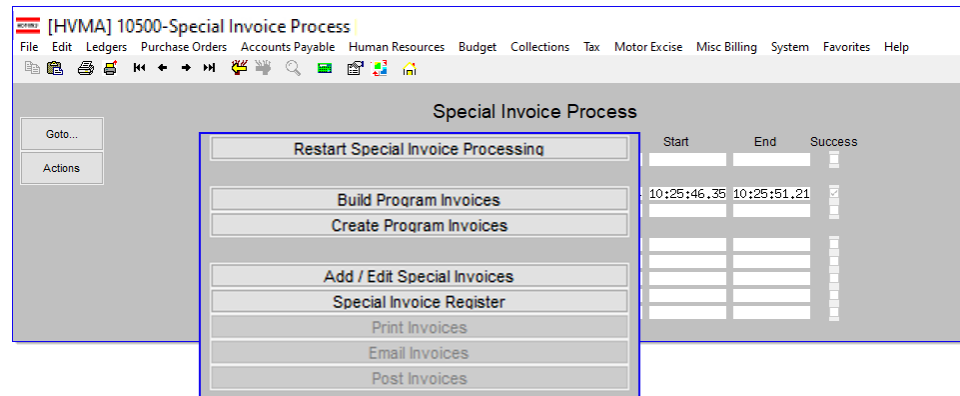 [HVMA] 10500-Special Invoice Process
File Edit Ledgers Purchase Orders Accounts Payable Human Resources Budget Collections Tax Motor Excise Misc Billing System Favorites Help
Special Invoice Process
Goto...
Actions
Start End Success
Restart Special Invoice Processing
Build Program Invoices 10:25:46.35 10:25:51.21
Create Program Invoices
Add / Edit Special Invoices
Special Invoice Register
Print Invoices
Email Invoices
Post Invoices